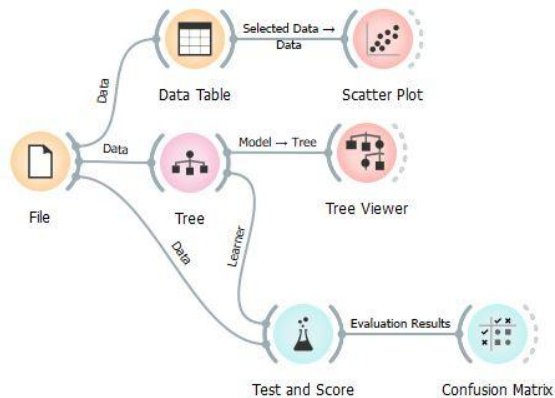 Selected Data →
Data
Data
Data Table
Scatter Plot
Data
Model → Tree
File
Tree
Tree Viewer
Data
Learner
Evaluation Results
Test and Score
Confusion Matrix